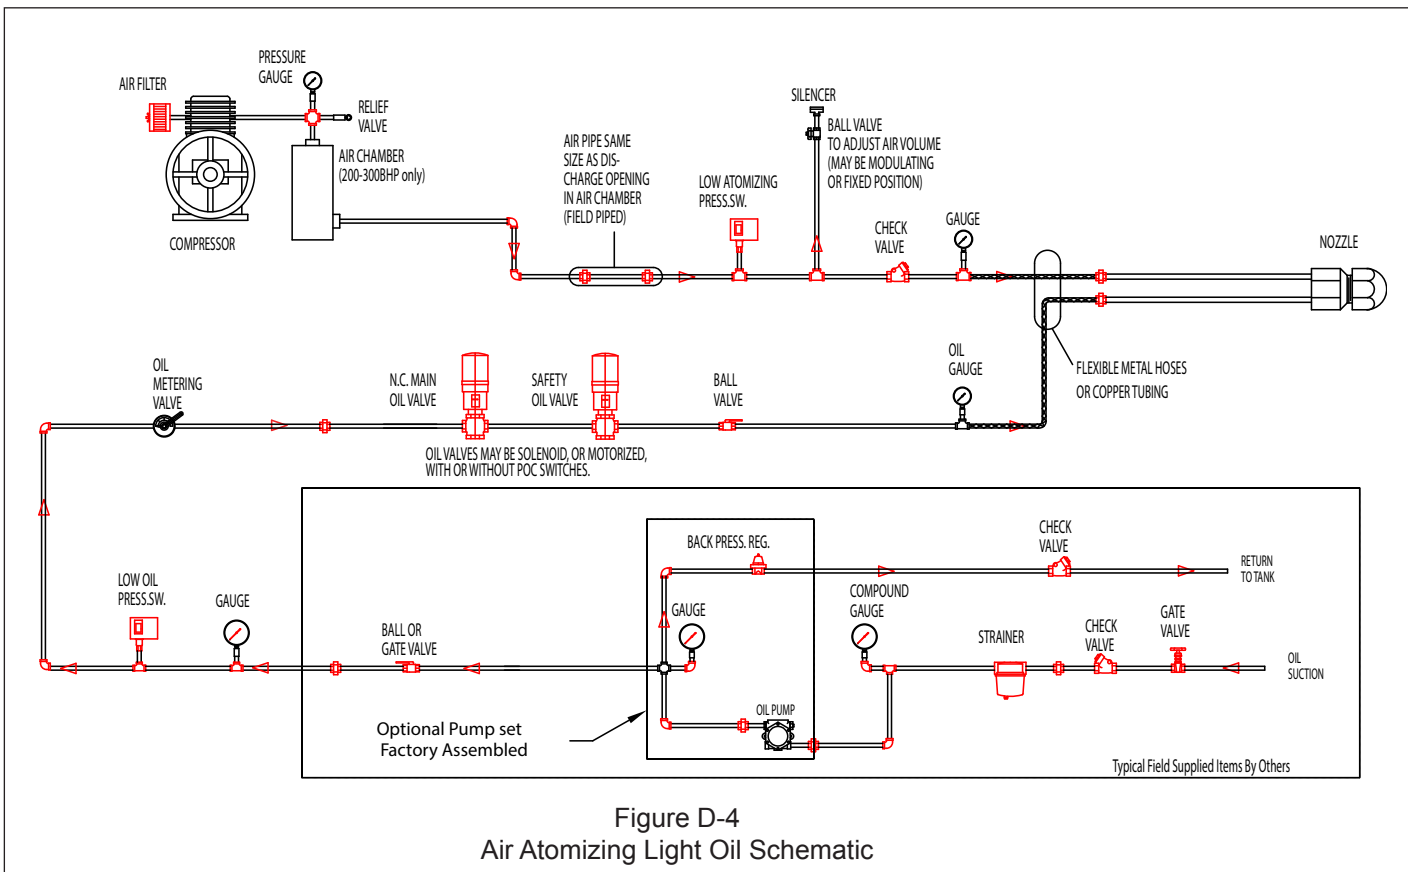 PRESSURE
GAUGE
AIR FILTER
RELIEF
VALVE
AIR CHAMBER
(200-300BHP only)
COMPRESSOR
AIR PIPE SAME
SIZE AS DIS-
CHARGE OPENING
IN AIR CHAMBER
(FIELD PIPED)
LOW ATOMIZING
PRESS.SW.
SILENCER
BALL VALVE
TO ADJUST AIR VOLUME
(MAY BE MODULATING
OR FIXED POSITION)
CHECK
VALVE
GAUGE
NOZZLE
FLEXIBLE METAL HOSES
OR COPPER TUBING
OIL
METERING
VALVE
N.C. MAIN
OIL VALVE
SAFETY
OIL VALVE
BALL
VALVE
OIL
GAUGE
OIL VALVES MAY BE SOLENOID, OR MOTORIZED,
WITH OR WITHOUT POC SWITCHES.
LOW OIL
PRESS.SW.
GAUGE
BALL OR
GATE VALVE
BACK PRESS. REG.
GAUGE
OIL PUMP
COMPOUND
GAUGE
CHECK
VALVE
RETURN
TO TANK
STRAINER
CHECK
VALVE
GATE
VALVE
OIL
SUCTION
Optional Pump set
Factory Assembled
Typical Field Supplied Items By Others
Figure D-4
Air Atomizing Light Oil Schematic